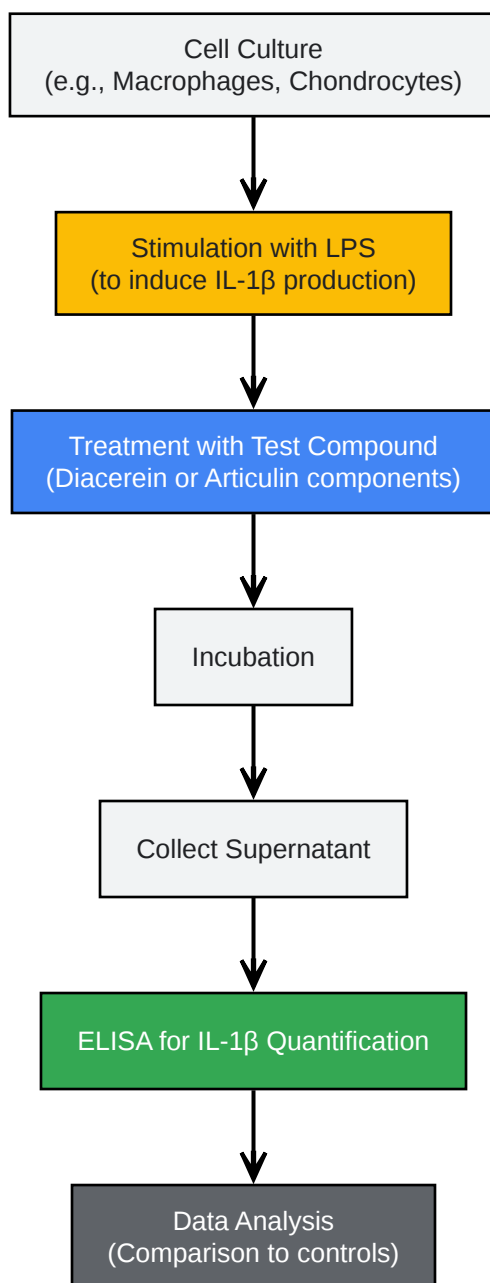 Cell Culture
(e.g., Macrophages, Chondrocytes)
Stimulation with LPS
(to induce IL-1β production)
Treatment with Test Compound
(Diacerein or Articulin components)
Incubation
Collect Supernatant
ELISA for IL-1β Quantification
Data Analysis
(Comparison to controls)